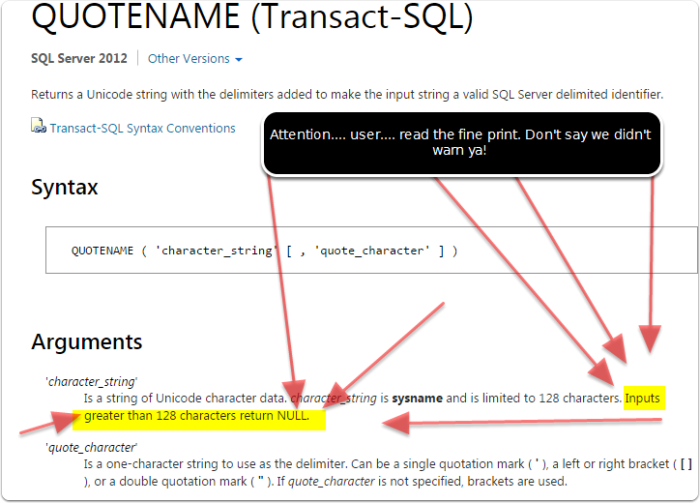 QUOTENAME (Transact-SQL)
SQL Server 2012 Other Versions
Returns a Unicode string with the delimiters added to make the input string a valid SQL Server delimited identifier.
Transact-SQL Syntax Conventions
Attention.... user.... read the fine print. Don't say we didn't
warn ya!
Syntax
QUOTENAME ( 'character_string' [ , 'quote_character' ] )
Arguments
'character_string'
Is a string of Unicode character data. character_string is sysname and is limited to 128 characters. Inputs
greater than 128 characters return NULL.
'quote_character'
Is a one-character string to use as the delimiter. Can be a single quotation mark ( ' ), a left or right bracket ( [ ]
), or a double quotation mark ( " ). If quote_character is not specified, brackets are used.